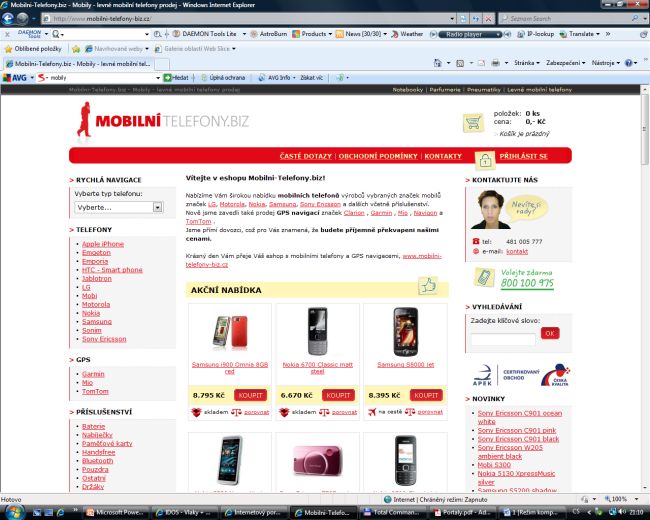 Mobilni-Telefony.biz - Mobily - levné mobilní telefony prodej - Windows Internet Explorer
http://www.mobilni-telefony-biz.cz
Seznam Search
DAEMON Tools
DAEMON Tools Lite
AstroBurn
Products
News [30/30]
Weather
Radio player
IP-lookup
Translate
Oblíbené položky
Navrhované weby
Galerie oblastí Web Slice
Mobilni-Telefony.biz - Mobily - levné mobilní tel...
Stránka
Zabezpečení
Nástroje
AVG
mobily
Hledat
Úplná ochrana
AVG Info
Získat víc
Mobilni-Telefony.biz - Mobily - levné mobilní telefony prodej
Notebooky | Parfumerie | Pneumatiky | Levné mobilní telefony
MOBILNÍ TELEFONY.BIZ
položek: 0 ks
cena: 0,- Kč
> Košík je prázdný
ČASTÉ DOTAZY | OBCHODNÍ PODMÍNKY | KONTAKTY
PŘIHLÁSIT SE
> RYCHLÁ NAVIGACE
Vyberte typ telefonu:
Vyberte...
> TELEFONY
Apple iPhone
Emgeton
Emporia
HTC - Smart phone
Jablotron
LG
Mobi
Motorola
Nokia
Samsung
Sonim
Sony Ericsson
> GPS
Garmin
Mio
TomTom
> PŘÍSLUŠENSTVÍ
Baterie
Nabíječky
Paměťové karty
Handsfree
Bluetooth
Pouzdra
Ostatní
Držáky
Vítejte v eshopu Mobilni-Telefony.biz!
Nabízíme Vám širokou nabídku mobilních telefonů výrobců vybraných značek mobilů
značek LG, Motorola, Nokia, Samsung, Sony Ericsson a dalších včetně příslušenství.
Nově jsme zavedli také prodej GPS navigací značek Clarion , Garmin , Mio , Navigon a
TomTom .
Jsme přímí dovozci, což pro Vás znamená, že budete příjemně překvapeni našimi
cenami.
Krásný den Vám přeje Váš eshop s mobilními telefony a GPS navigacemi, www.mobilni-
telefony-biz.cz
AKČNÍ NABÍDKA
Samsung i900 Omnia 8GB
red
8.795 Kč KOUPIT
skladem porovnat
Nokia 6700 Classic matt
steel
6.670 Kč KOUPIT
skladem porovnat
Samsung S8000 Jet
8.395 Kč KOUPIT
na cestě porovnat
> KONTAKTUJTE NÁS
Nevíte si
rady?
tel: 481 005 777
e-mail: kontakt
Volejte zdarma
800 100 975
> VYHLEDÁVÁNÍ
Zadejte klíčové slovo:
OK
APEK
CERTIFIKOVANÝ
OBCHOD
ČESKÁ
KVALITA
> NOVINKY
Sony Ericsson C901 ocean
white
Sony Ericsson C901 pink
Sony Ericsson C901 black
Sony Ericsson W205
ambient black
Mobi S300
Nokia 5130 XpressMusic
silver
Samsung S5200 silver
Hotovo
Internet | Chráněný režim: Zapnuto
100%
Microsoft Powe...
IDOS - Vlaky + ...
Internetový por...
Mobilni-Telefo...
Total Comman...
Portaly.pdf - Ad...
1 [Režim komp...
CS
21:10